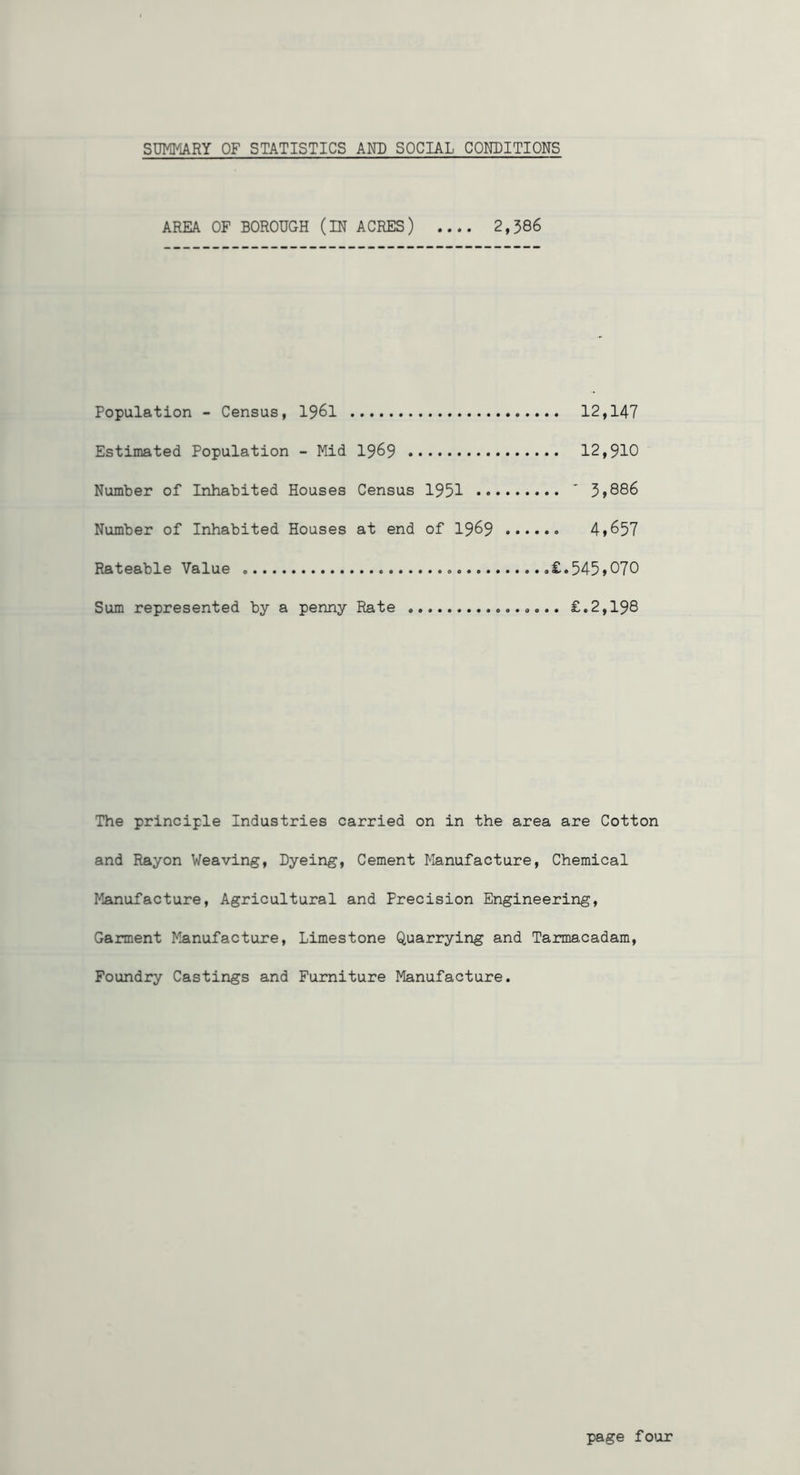 SUMMARY OF STATISTICS AND SOCIAL CONDITIONS
AREA OF BOROUGH (IN ACRES) .... 2,386
Population - Census, 1961 ...................... 12,147
Estimated Population - Mid 1969 ................ 12,910
Number of Inhabited Houses Census 1951 ......... 3,886
Number of Inhabited Houses at end of 1969 ...... 4,657
Rateable Value ................................£.545,070
Sum represented by a penny Rate ................ £.2,198
The principle Industries carried on in the area are Cotton
and Rayon Weaving, Dyeing, Cement Manufacture, Chemical
Manufacture, Agricultural and Precision Engineering,
Garment Manufacture, Limestone Quarrying and Tarmacadam,
Foundry Castings and Furniture Manufacture.
page four